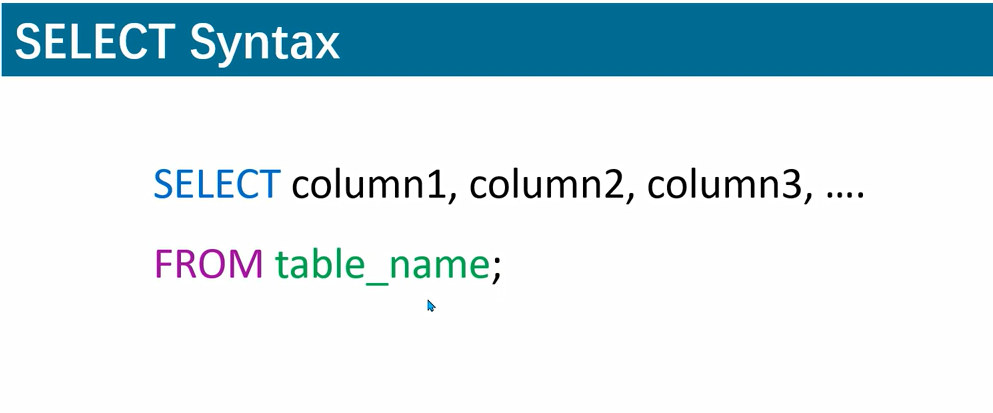 SELECT Syntax
SELECT column1, column2, column3, ....
FROM table_name;